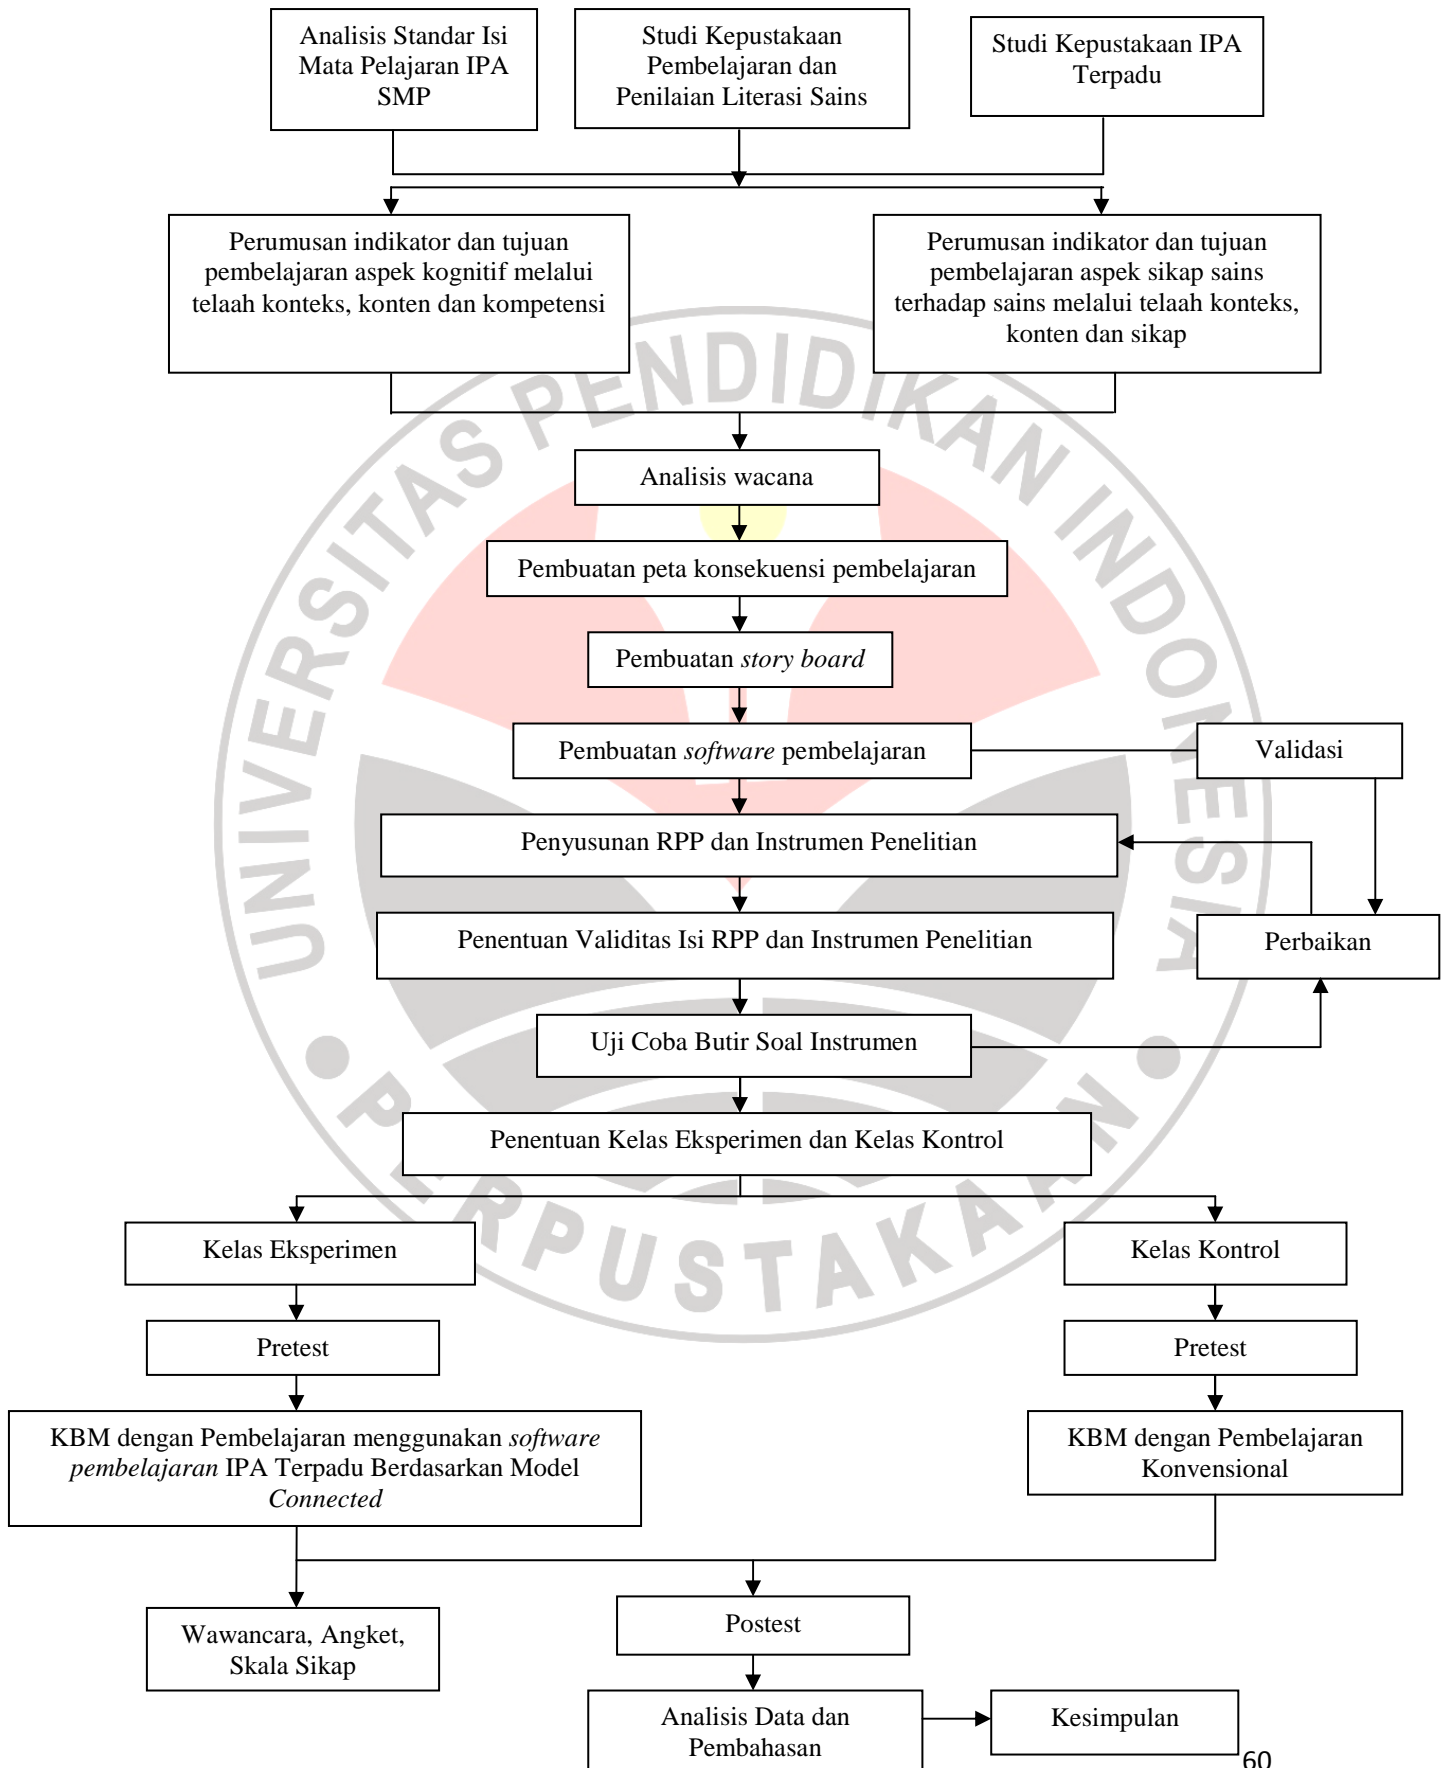 Analisis Standar Isi
Mata Pelajaran IPA
SMP
Studi Kepustakaan
Pembelajaran dan
Penilaian Literasi Sains
Studi Kepustakaan IPA
Terpadu
Perumusan indikator dan tujuan
pembelajaran aspek kognitif melalui
telaah konteks, konten dan kompetensi
Perumusan indikator dan tujuan
pembelajaran aspek sikap sains
terhadap sains melalui telaah konteks,
konten dan sikap
UNIVERSITAS PENDIDIKAN INDONESIA
Analisis wacana
Pembuatan peta konsekuensi pembelajaran
Pembuatan story board
Pembuatan software pembelajaran
Validasi
Penyusunan RPP dan Instrumen Penelitian
Penentuan Validitas Isi RPP dan Instrumen Penelitian
Perbaikan
Uji Coba Butir Soal Instrumen
Penentuan Kelas Eksperimen dan Kelas Kontrol
PERPUSTAKAAN
Kelas Eksperimen
Kelas Kontrol
Pretest
Pretest
KBM dengan Pembelajaran menggunakan software
pembelajaran IPA Terpadu Berdasarkan Model
Connected
KBM dengan Pembelajaran
Konvensional
Wawancara, Angket,
Skala Sikap
Postest
Analisis Data dan
Pembahasan
Kesimpulan
60